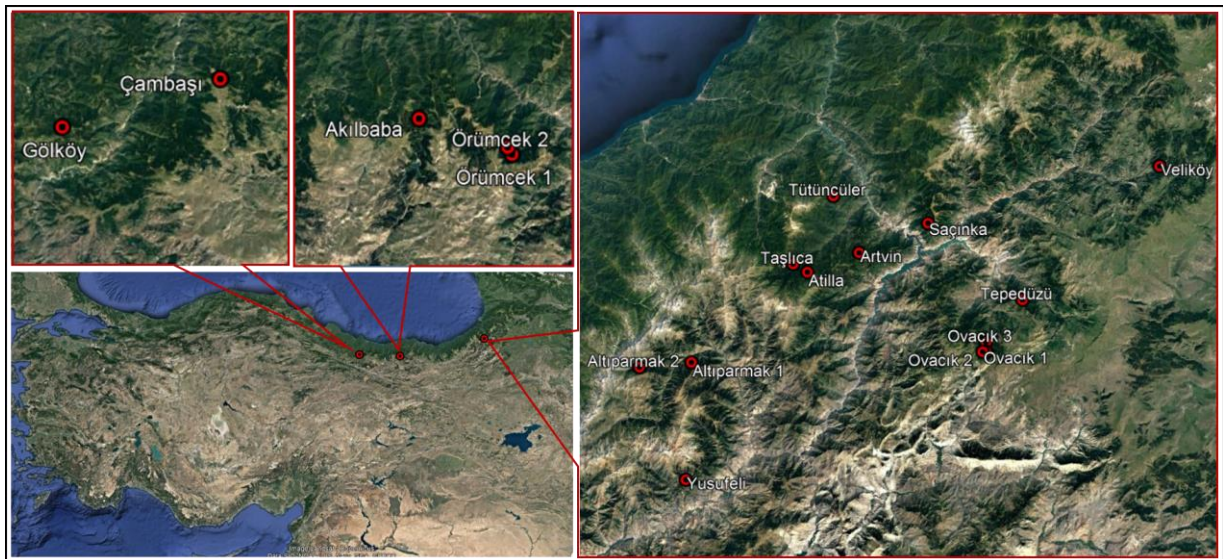 Çambaşı
Gölköy
Akılbaba
Örümcek 2
Örümcek 1
Veliköy
Tütüncüler
Saçinka
Artvin
Taşlıca
Atilla
Tepedüzü
Ovacık 3
Ovacık 2
Ovacık 1
Altıparmak 2
Altıparmak 1
Yusufeli